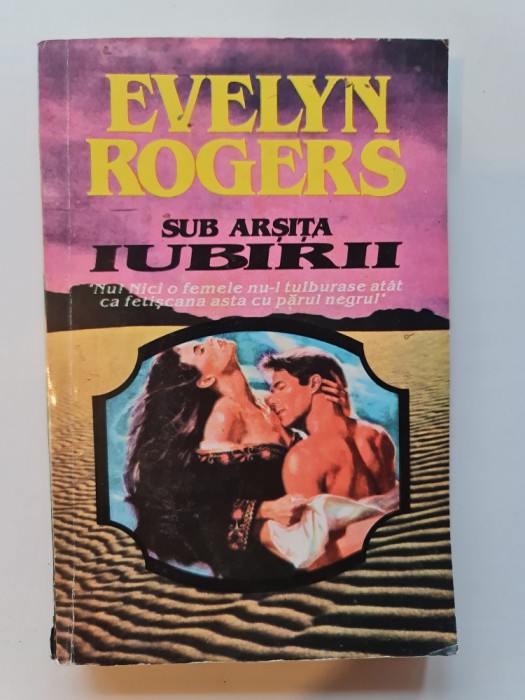 EVELYN
ROGERS
SUB ARȘIȚA
IUBIRII
"Nu! Nici o femele nu-l tulburase atât
ca fetișcana asta cu părul negru!"